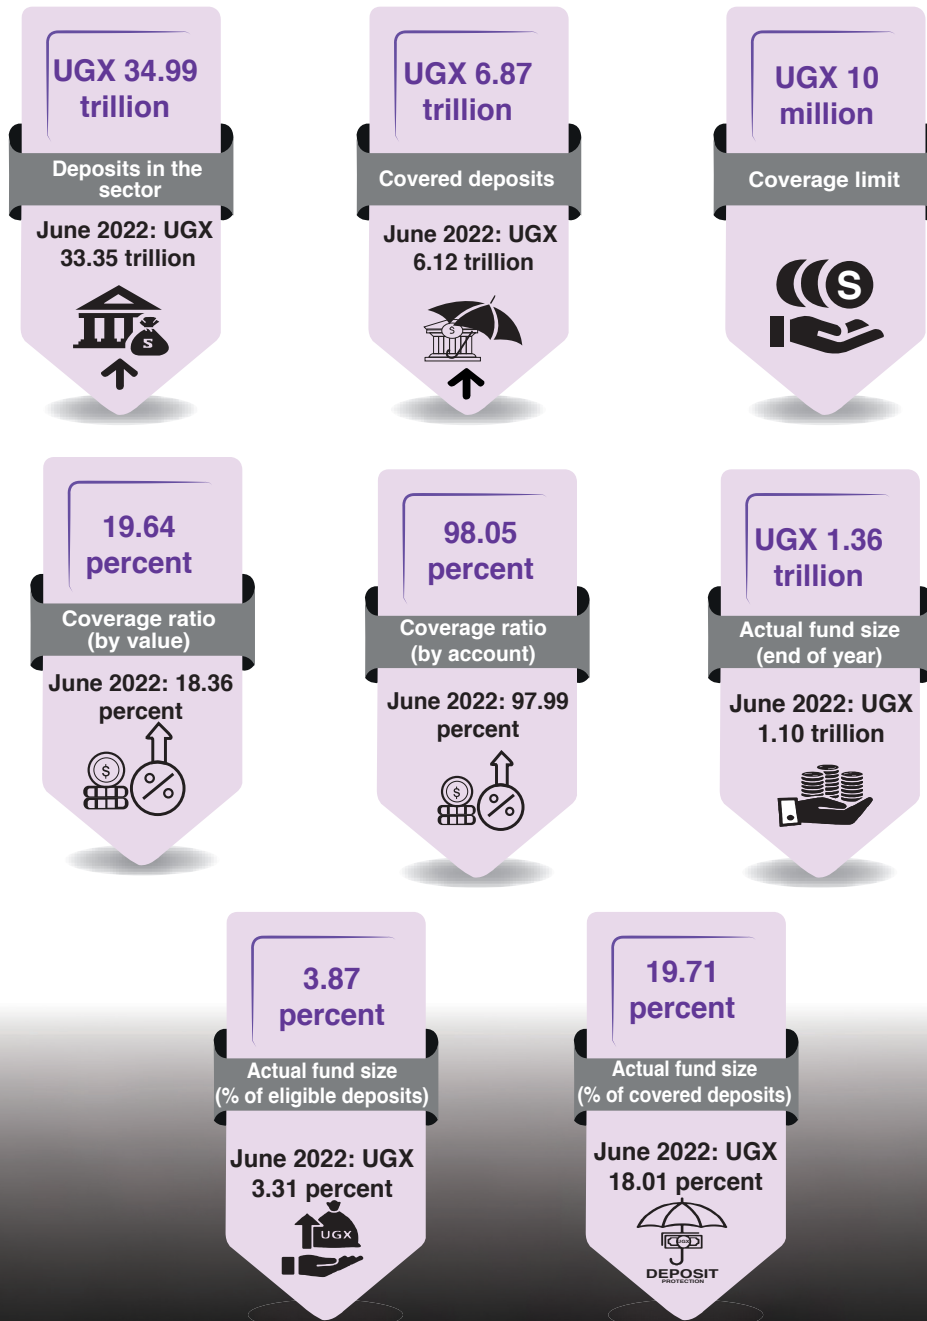 UGX 34.99
trillion
Deposits in the
sector
June 2022: UGX
33.35 trillion
S
UGX 6.87
trillion
Covered deposits
June 2022: UGX
6.12 trillion
$
UGX 10
million
Coverage limit
S
19.64
percent
Coverage ratio
(by value)
June 2022: 18.36
percent
$
%
98.05
percent
Coverage ratio
(by account)
June 2022: 97.99
percent
$
%
UGX 1.36
trillion
Actual fund size
(end of year)
June 2022: UGX
1.10 trillion
3.87
percent
Actual fund size
(% of eligible deposits)
June 2022: UGX
3.31 percent
UGX
19.71
percent
Actual fund size
(% of covered deposits)
June 2022: UGX
18.01 percent
UGX
DEPOSIT
PROTECTION